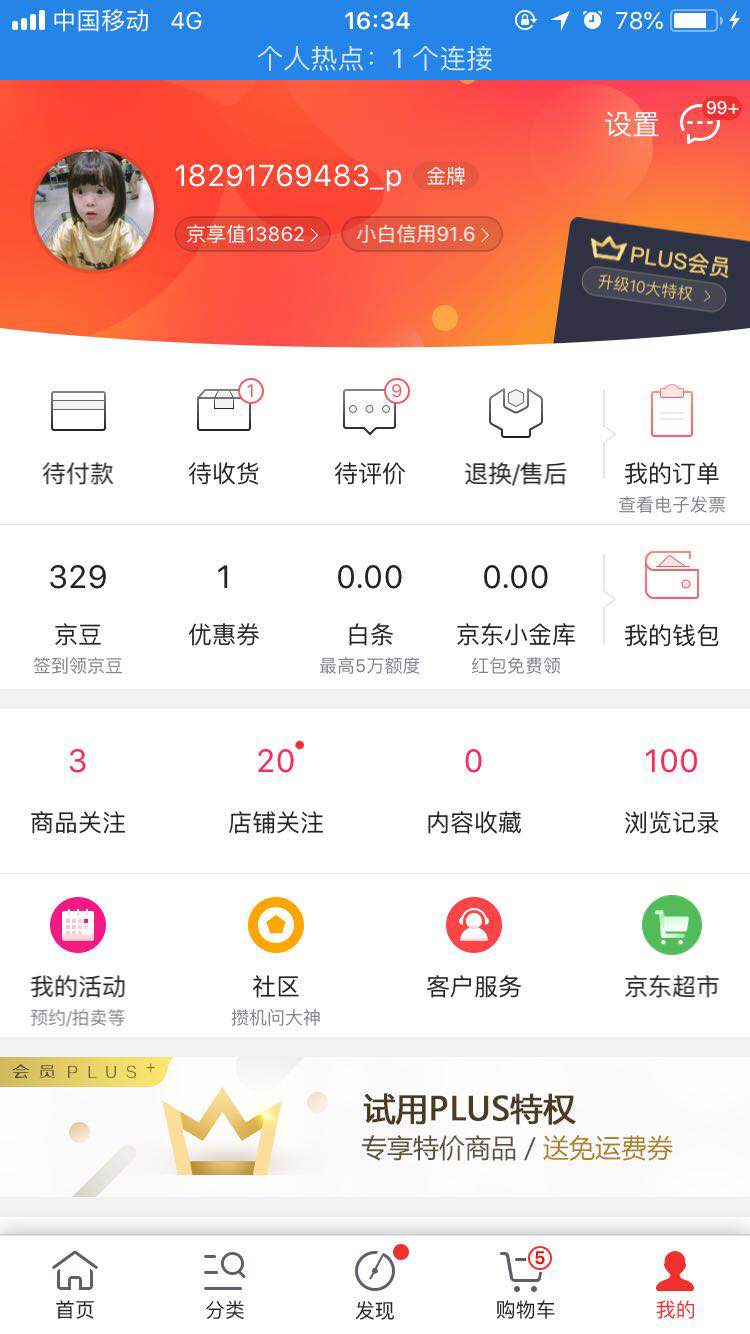 中国移动 4G 16:34 78%
个人热点：1 个连接
设置 99+
18291769483_p 金牌
京享值13862 小白信用91.6
PLUS会员
升级10大特权
1 9
待付款 待收货 待评价 退换/售后 我的订单
查看电子发票
329 1 0.00 0.00
京豆 优惠券 白条 京东小金库 我的钱包
签到领京豆 最高5万额度 红包免费领
3 20 0 100
商品关注 店铺关注 内容收藏 浏览记录
我的活动 社区 客户服务 京东超市
预约/拍卖等 攒机问大神
会员PLUS+
试用PLUS特权
专享特价商品 / 送免运费券
5
首页 分类 发现 购物车 我的